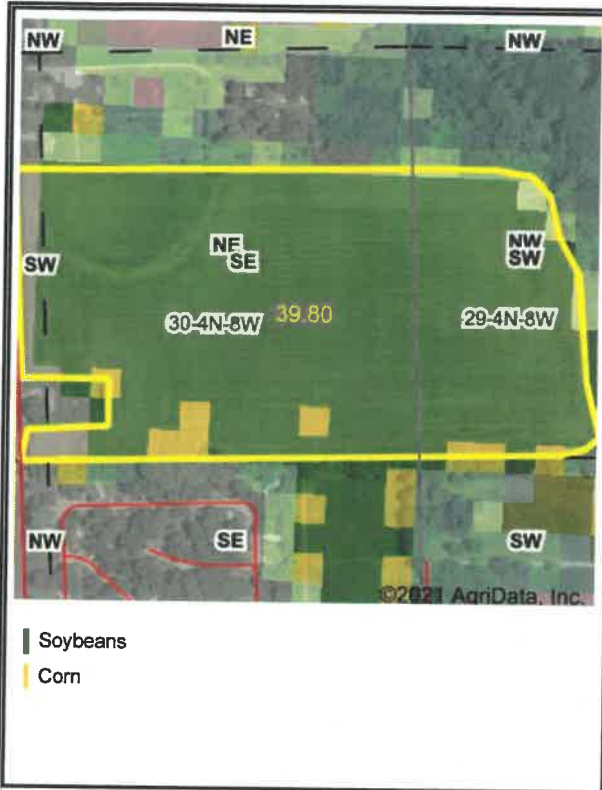 NW NE NW
SW NE SE NW SW
30-4N-8W 39.80 29-4N-8W
NW SE SW
©2021 AgriData, Inc.
Soybeans
Corn